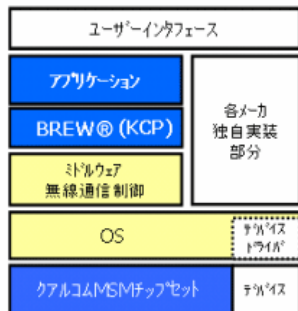 ユーザーインタフェース
アプリケーション
BREW® (KCP)
各メーカ
独自実装
部分
ミドルウェア
無線通信制御
OS
デバイス
ドライバ
クアルコムMSMチップセット
デバイス